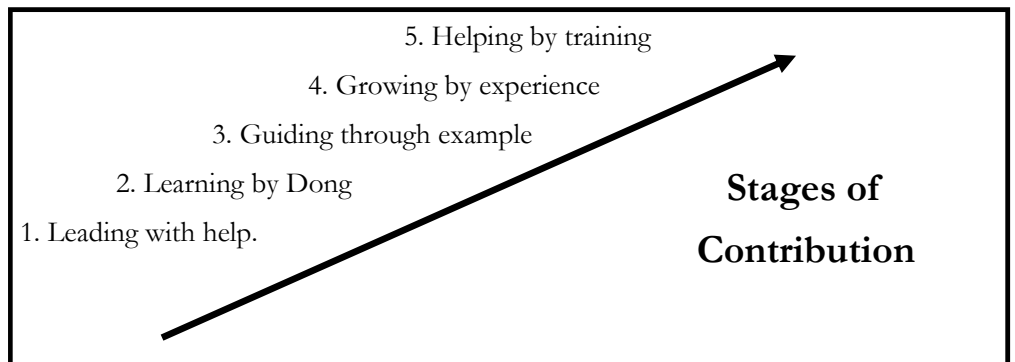 5. Helping by training
4. Growing by experience
3. Guiding through example
2. Learning by Dong
1. Leading with help.
Stages of
Contribution